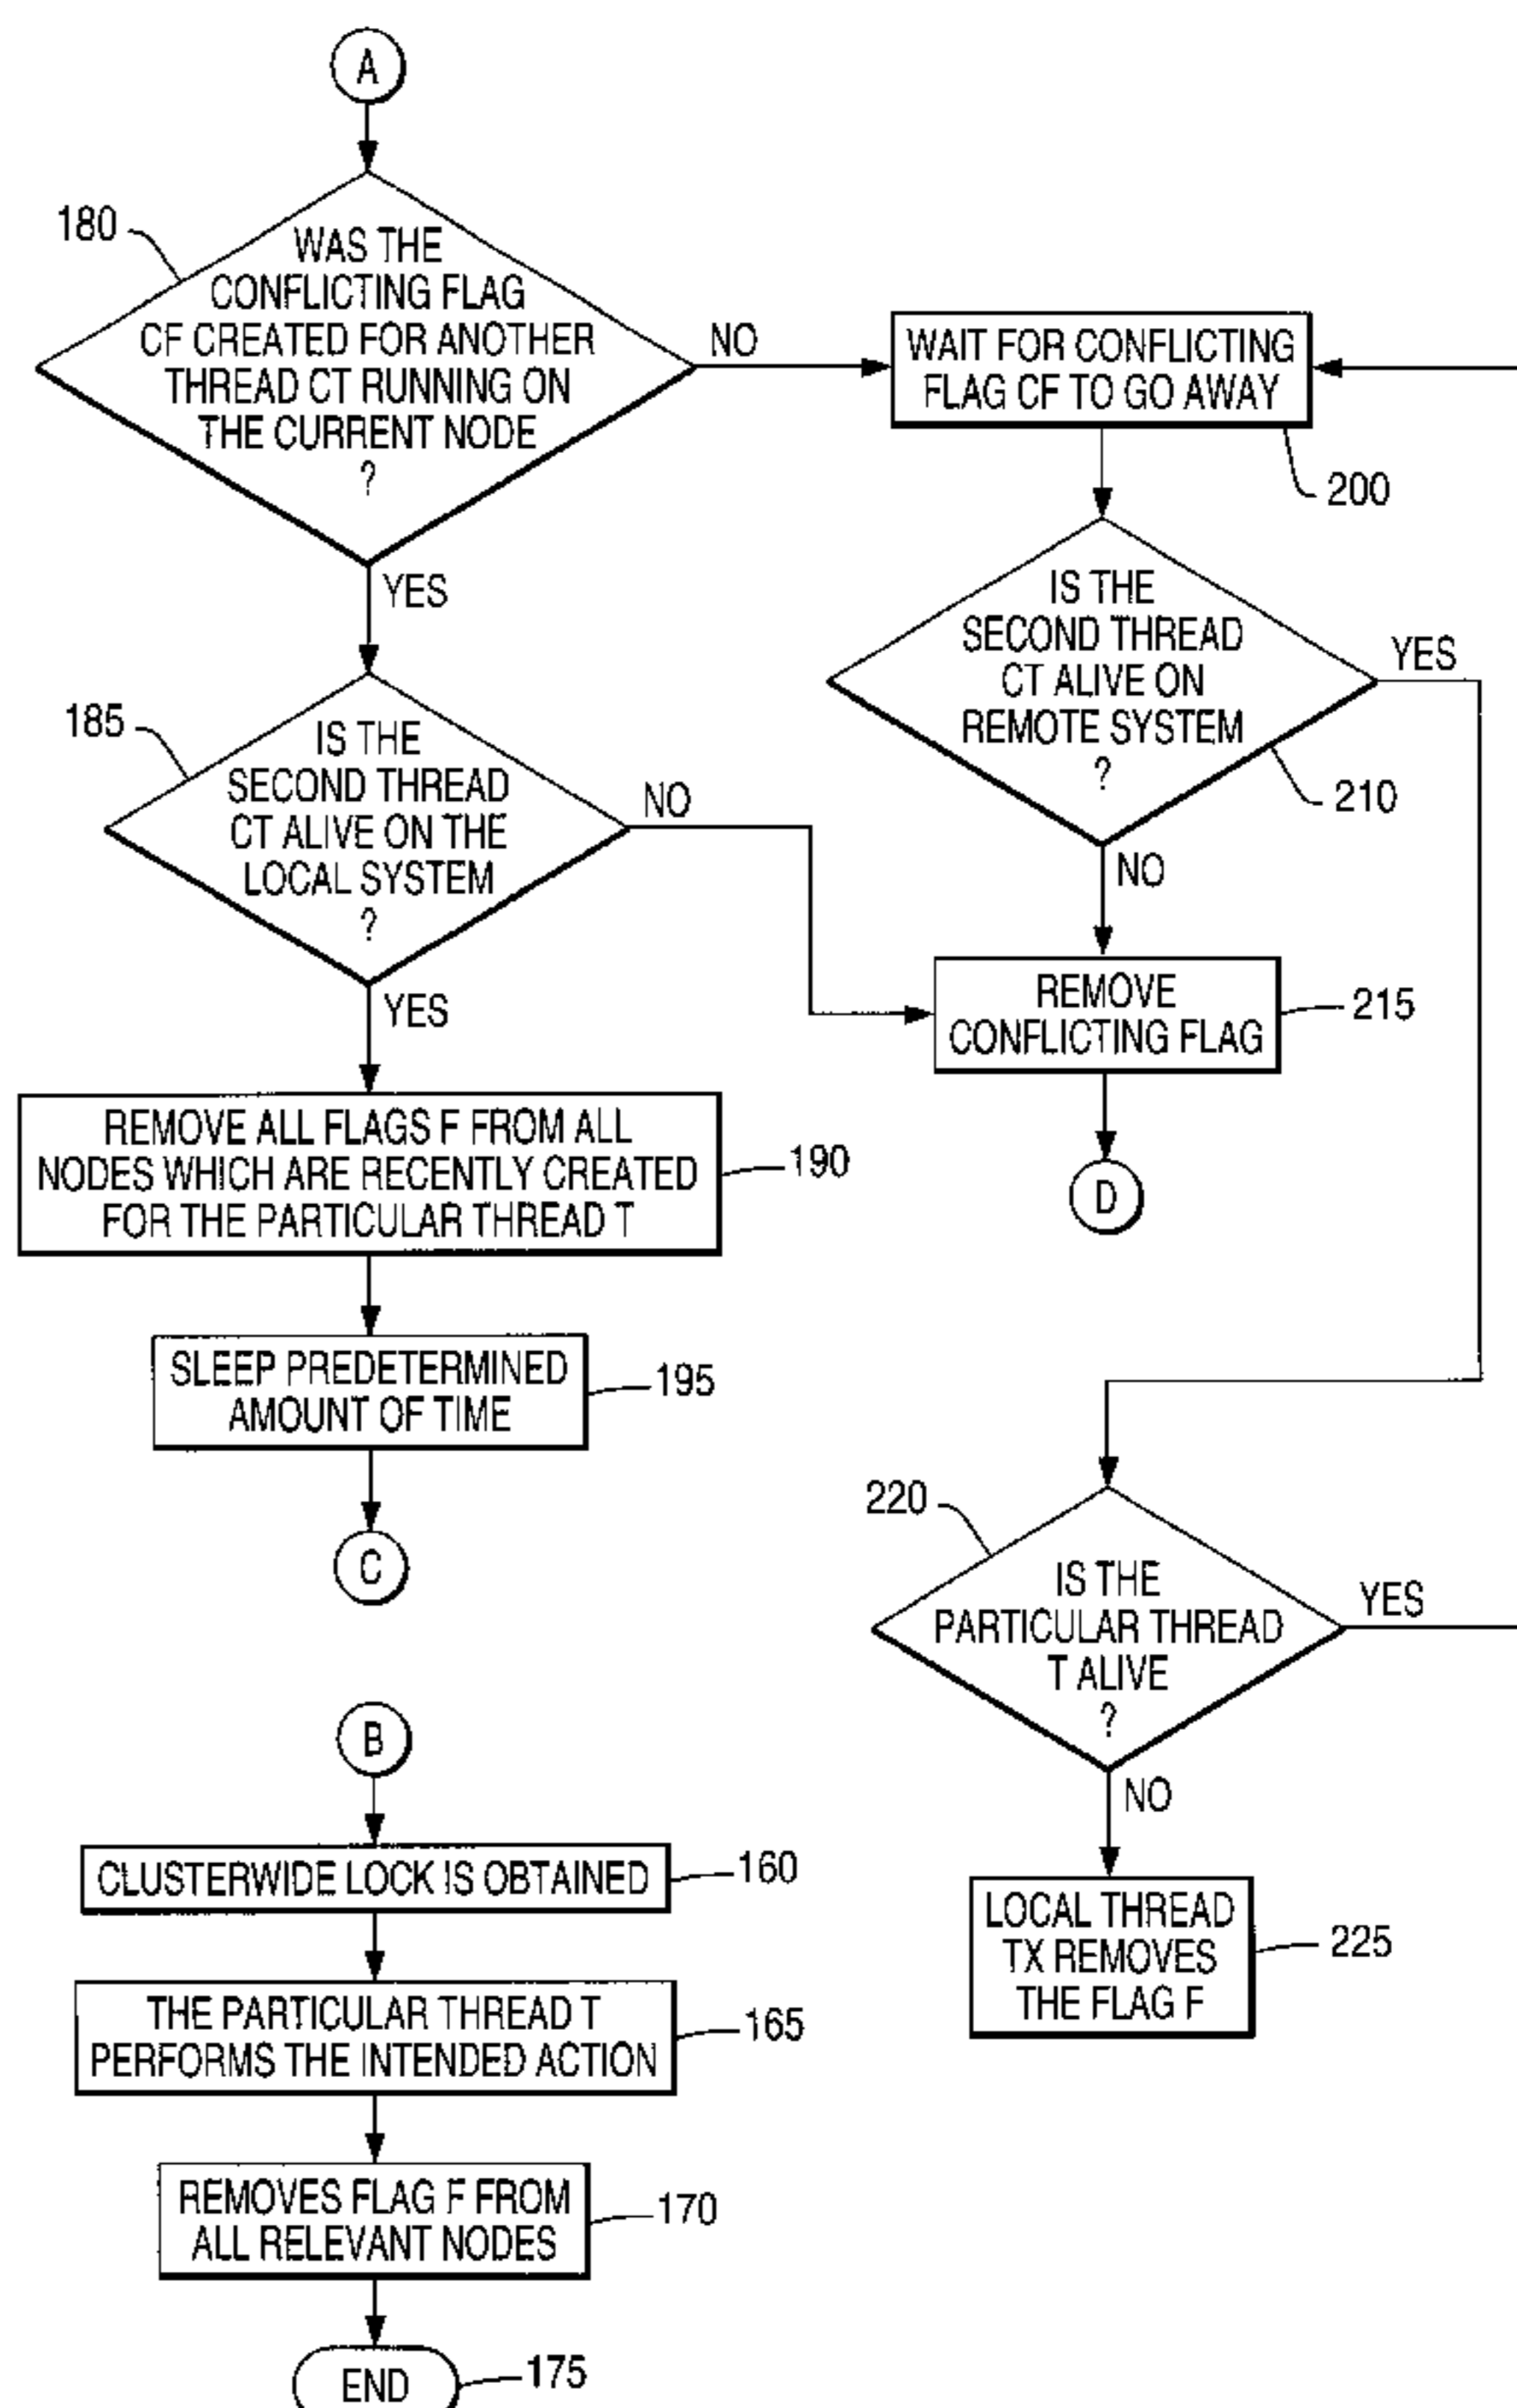 A
180
WAS THE
CONFLICTING FLAG
CF CREATED FOR ANOTHER
THREAD CT RUNNING ON
THE CURRENT NODE
?
NO
YES
WAIT FOR CONFLICTING
FLAG CF TO GO AWAY
200
IS THE
SECOND THREAD
CT ALIVE ON
REMOTE SYSTEM
?
YES
210
NO
185
IS THE
SECOND THREAD
CT ALIVE ON THE
LOCAL SYSTEM
?
NO
YES
REMOVE
CONFLICTING FLAG
215
D
REMOVE ALL FLAGS F FROM ALL
NODES WHICH ARE RECENTLY CREATED
FOR THE PARTICULAR THREAD T
190
SLEEP PREDETERMINED
AMOUNT OF TIME
195
C
220
IS THE
PARTICULAR THREAD
T ALIVE
?
YES
NO
LOCAL THREAD
TX REMOVES
THE FLAG F
225
B
CLUSTERWIDE LOCK IS OBTAINED
160
THE PARTICULAR THREAD T
PERFORMS THE INTENDED ACTION
165
REMOVES FLAG F FROM
ALL RELEVANT NODES
170
END
175